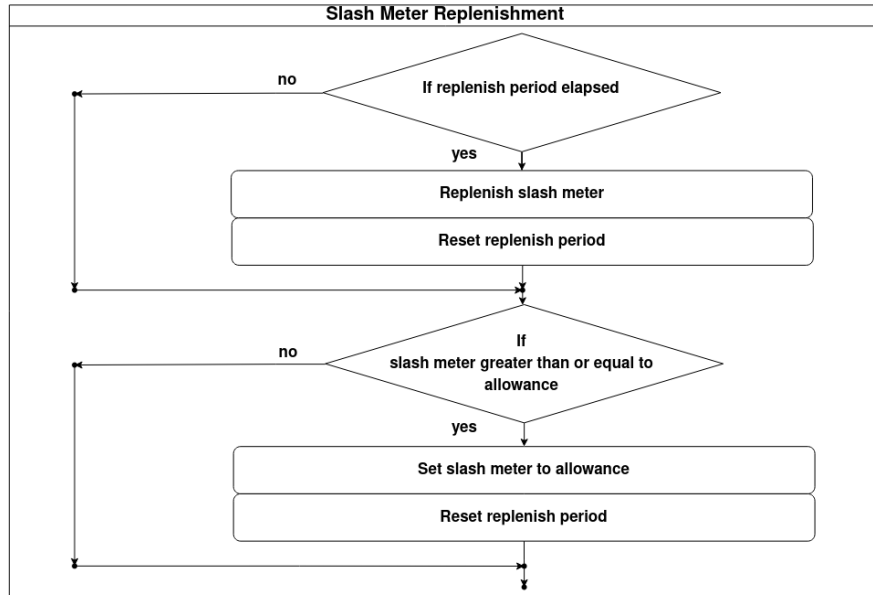 Slash Meter Replenishment
If replenish period elapsed
no
yes
Replenish slash meter
Reset replenish period
If
slash meter greater than or equal to
allowance
no
yes
Set slash meter to allowance
Reset replenish period